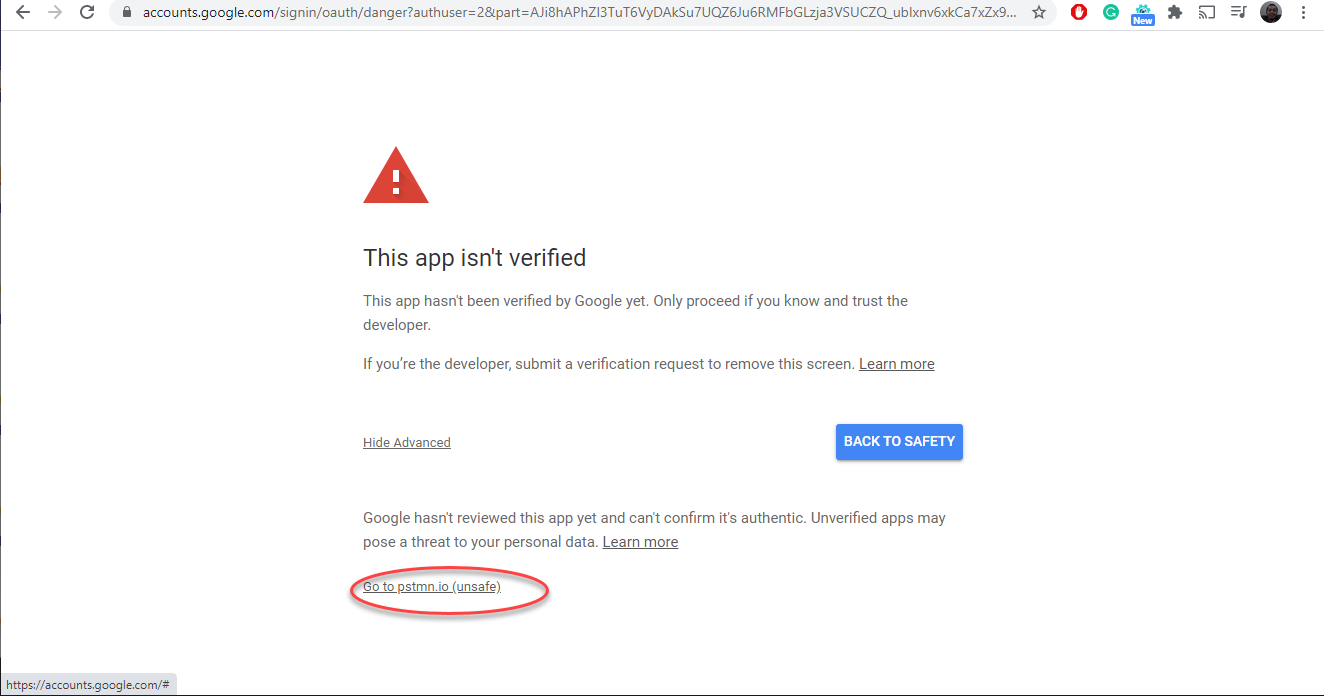 accounts.google.com/signin/oauth/danger?authuser=2&part=AJi8hAPhZI3TuT6VyDAkSu7UQZ6Ju6RMFbGLzja3VSUCZQ_ubIxnv6xkCa7xZx9...
New
This app isn't verified
This app hasn't been verified by Google yet. Only proceed if you know and trust the
developer.
If you’re the developer, submit a verification request to remove this screen. Learn more
Hide Advanced
BACK TO SAFETY
Google hasn't reviewed this app yet and can't confirm it's authentic. Unverified apps may
pose a threat to your personal data. Learn more
Go to pstmn.io (unsafe)
https://accounts.google.com/#